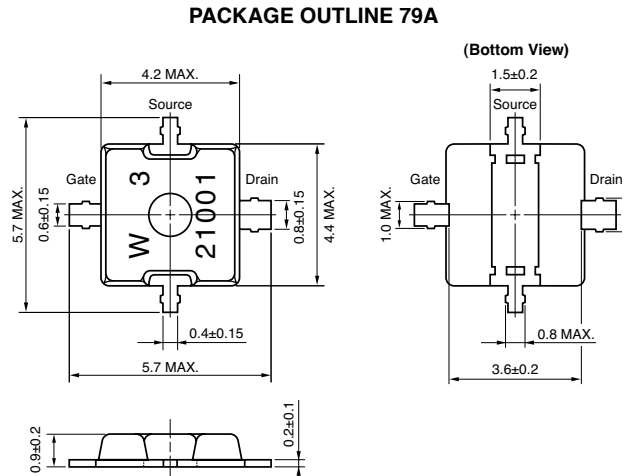 PACKAGE OUTLINE 79A
(Bottom View)
4.2 MAX.
1.5±0.2
Source
Source
Gate
Drain
Gate
Drain
5.7 MAX.
0.6±0.15
W 3
21001
0.8±0.15
4.4 MAX.
1.0 MAX.
0.4±0.15
0.8 MAX.
5.7 MAX.
3.6±0.2
0.9±0.2
0.2±0.1